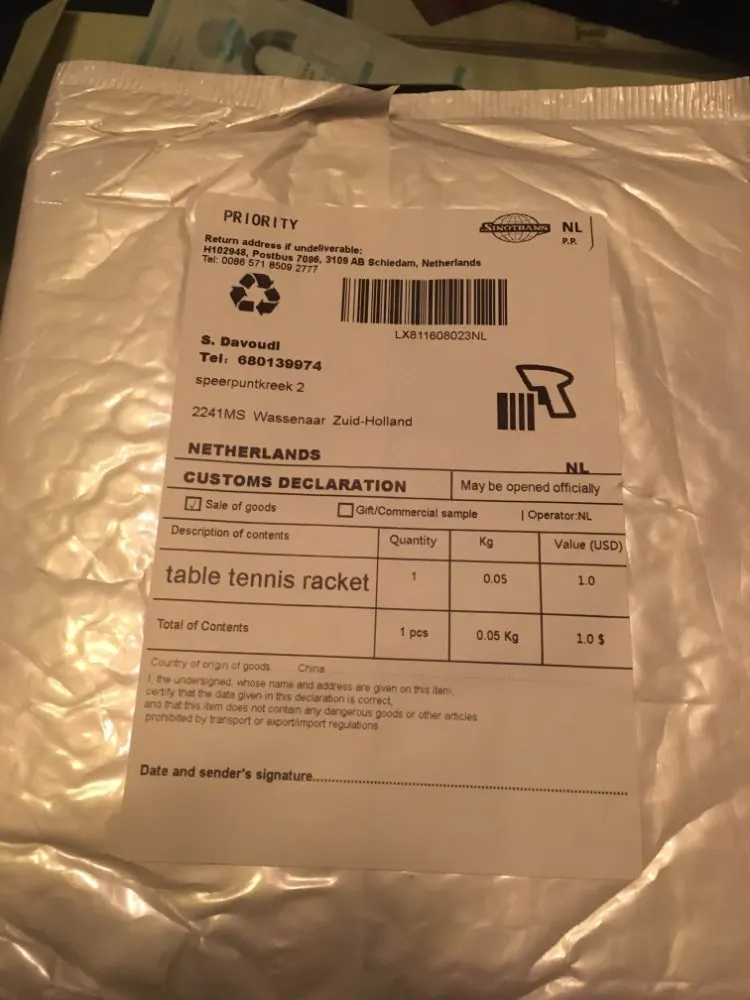 PRIORITY
SINOTRANS
NL
P.P.
Return address if undeliverable:
H102948, Postbus 7096, 3109 AB Schiedam, Netherlands
Tel: 0086 571 8509 2777
LX811608023NL
S. Davoudi
Tel: 680139974
speerpuntkreek 2
2241MS Wassenaar Zuid-Holland
NETHERLANDS
NL
CUSTOMS DECLARATION May be opened officially
Sale of goods Gift/Commercial sample | Operator:NL
Description of contents Quantity Kg Value (USD)
table tennis racket 1 0.05 1.0
Total of Contents 1 pcs 0.05 Kg 1.0 $
Country of origin of goods China
I, the undersigned, whose name and address are given on this item,
certify that the data given in this declaration is correct,
and that this item does not contain any dangerous goods or other articles
prohibited by transport or export/import regulations
Date and sender's signature........................